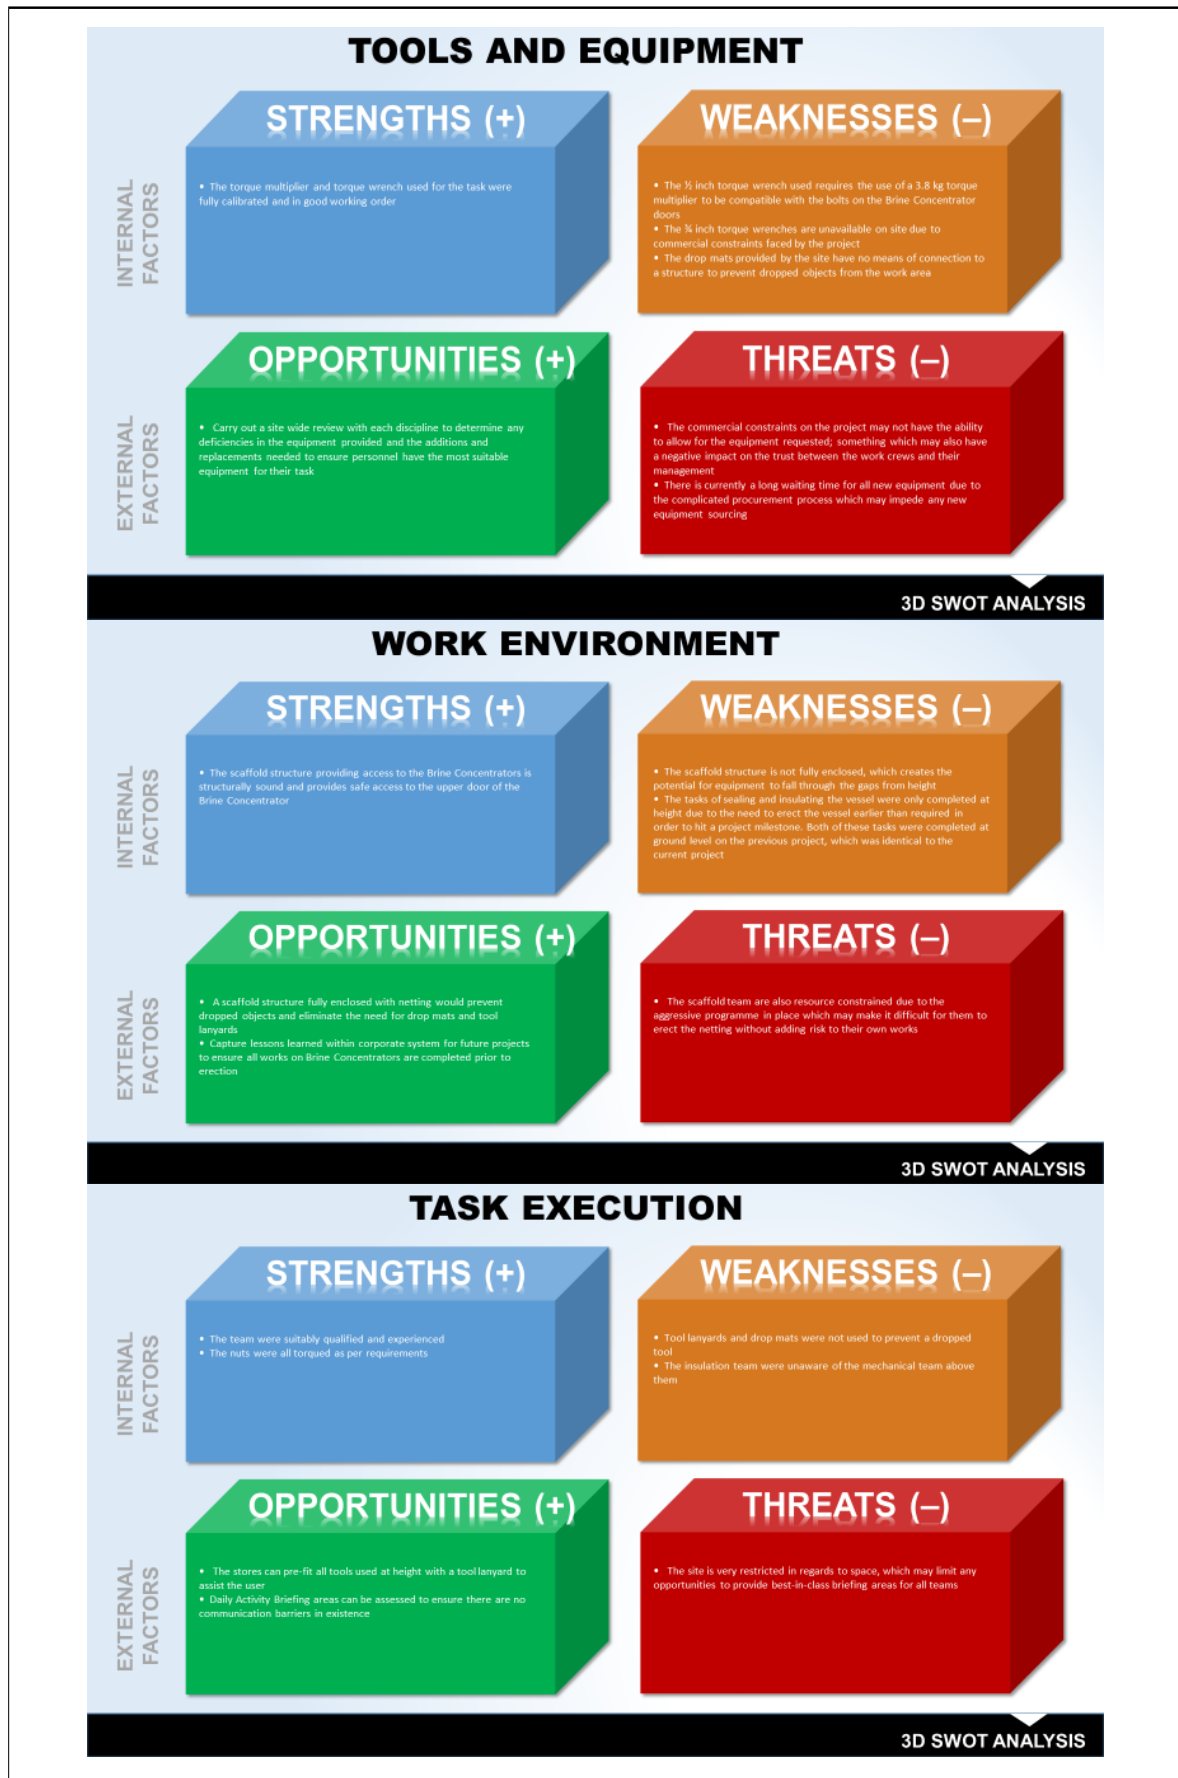 TOOLS AND EQUIPMENT
STRENGTHS (+)
WEAKNESSES (–)
INTERNAL
FACTORS
• The torque multiplier and torque wrench used for the task were
fully calibrated and in good working order
• The ½ inch torque wrench used requires the use of a 3.8 kg torque
multiplier to be compatible with the bolts on the Brine Concentrator
doors
• The ¾ inch torque wrenches are unavailable on site due to
commercial constraints faced by the project
• The drop mats provided by the site have no means of connection to
a structure to prevent dropped objects from the work area
OPPORTUNITIES (+)
THREATS (–)
EXTERNAL
FACTORS
• Carry out a site wide review with each discipline to determine any
deficiencies in the equipment provided and the additions and
replacements needed to ensure personnel have the most suitable
equipment for their task
• The commercial constraints on the project may not have the ability
to allow for the equipment requested; something which may also have
a negative impact on the trust between the work crews and their
management
• There is currently a long waiting time for all new equipment due to
the complicated procurement process which may impede any new
equipment sourcing
3D SWOT ANALYSIS
WORK ENVIRONMENT
STRENGTHS (+)
WEAKNESSES (–)
INTERNAL
FACTORS
• The scaffold structure providing access to the Brine Concentrators is
structurally sound and provides safe access to the upper door of the
Brine Concentrator
• The scaffold structure is not fully enclosed, which creates the
potential for equipment to fall through the gaps from height
• The tasks of sealing and insulating the vessel were only completed at
height due to the need to erect the vessel earlier than required in
order to hit a project milestone. Both of these tasks were completed at
ground level on the previous project, which was identical to the
current project
OPPORTUNITIES (+)
THREATS (–)
EXTERNAL
FACTORS
• A scaffold structure fully enclosed with netting would prevent
dropped objects and eliminate the need for drop mats and tool
lanyards
• Capture lessons learned within corporate system for future projects
to ensure all works on Brine Concentrators are completed prior to
erection
• The scaffold team are also resource constrained due to the
aggressive programme in place which may make it difficult for them to
erect the netting without adding risk to their own works
3D SWOT ANALYSIS
TASK EXECUTION
STRENGTHS (+)
WEAKNESSES (–)
INTERNAL
FACTORS
• The team were suitably qualified and experienced
• The nuts were all torqued as per requirements
• Tool lanyards and drop mats were not used to prevent a dropped
tool
• The insulation team were unaware of the mechanical team above
them
OPPORTUNITIES (+)
THREATS (–)
EXTERNAL
FACTORS
• The stores can pre-fit all tools used at height with a tool lanyard to
assist the user
• Daily Activity Briefing areas can be assessed to ensure there are no
communication barriers in existence
• The site is very restricted in regards to space, which may limit any
opportunities to provide best-in-class briefing areas for all teams
3D SWOT ANALYSIS